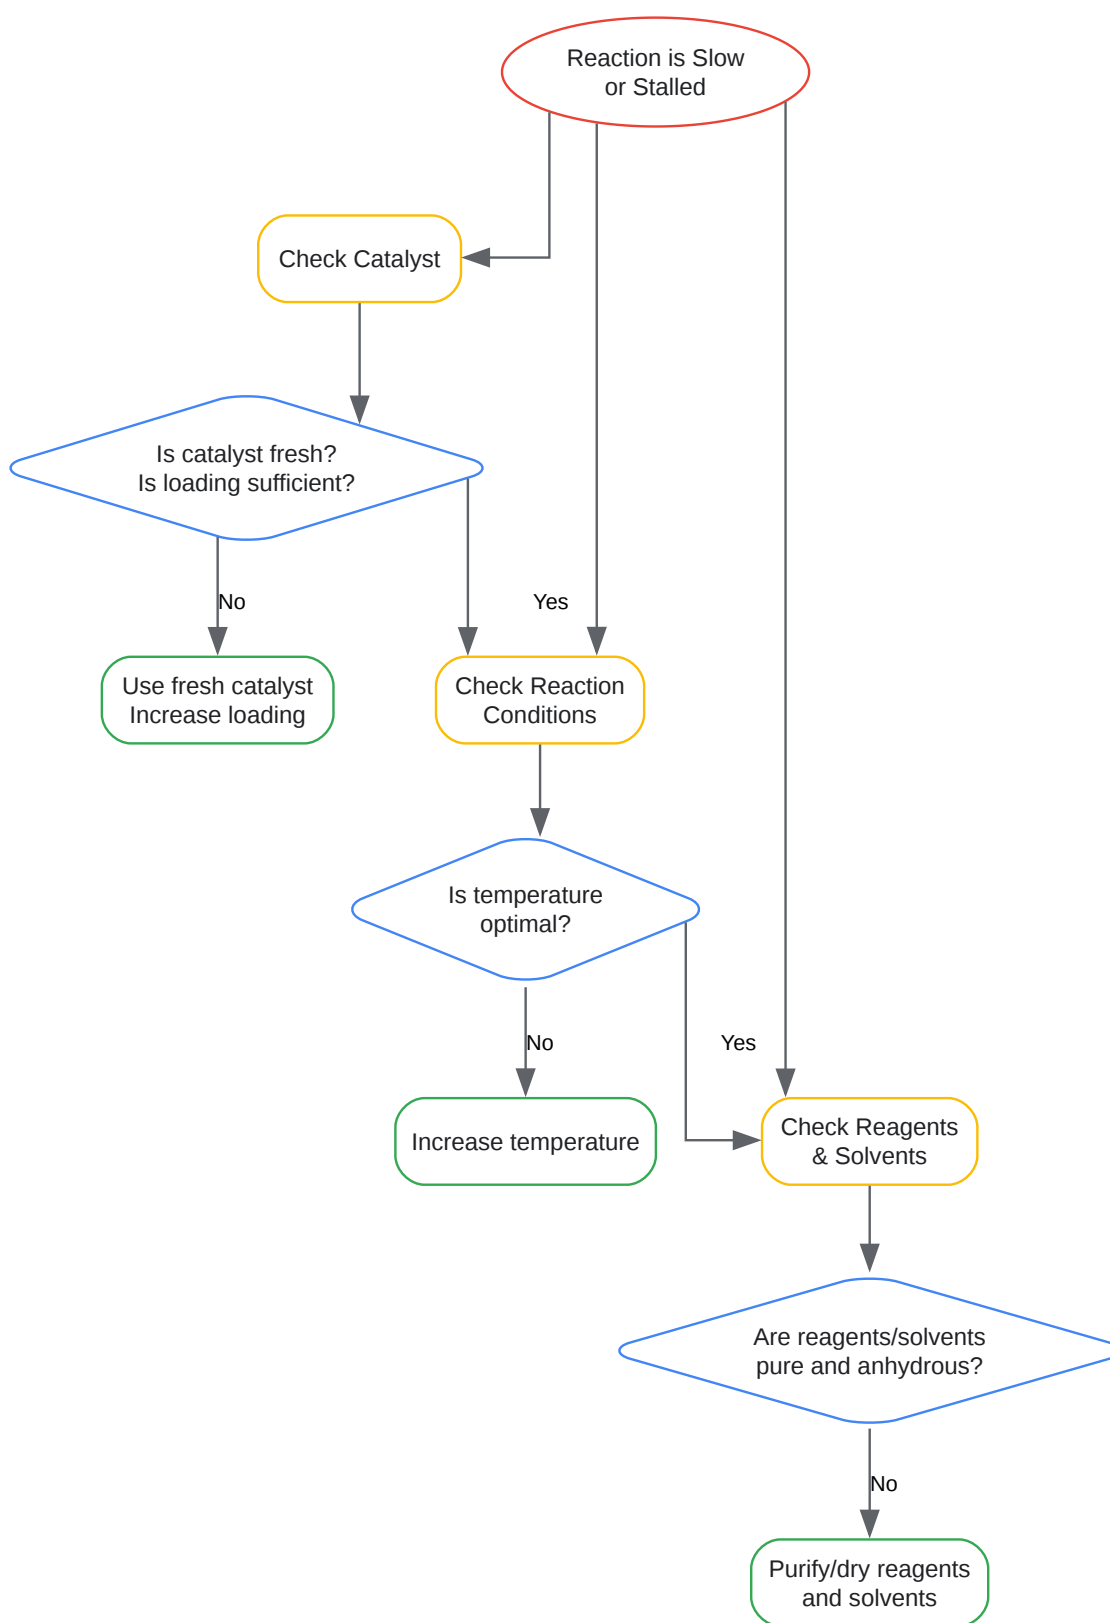 Reaction is Slow
or Stalled
Check Catalyst
Is catalyst fresh?
Is loading sufficient?
No
Yes
Use fresh catalyst
Increase loading
Check Reaction
Conditions
Is temperature
optimal?
No
Yes
Increase temperature
Check Reagents
& Solvents
Are reagents/solvents
pure and anhydrous?
No
Purify/dry reagents
and solvents